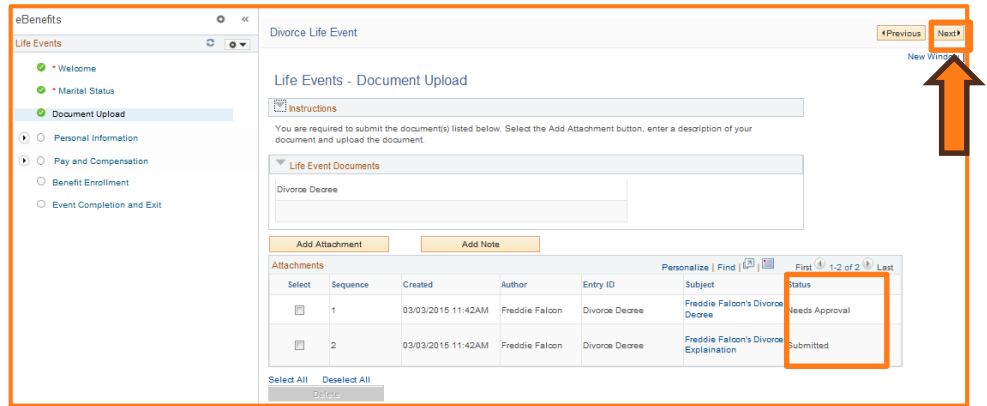 eBenefits
Life Events
* Welcome
* Marital Status
Document Upload
Personal Information
Pay and Compensation
Benefit Enrollment
Event Completion and Exit
Divorce Life Event
Previous
Next
New Window
Life Events - Document Upload
Instructions
You are required to submit the document(s) listed below. Select the Add Attachment button, enter a description of your
document and upload the document.
Life Event Documents
Divorce Decree
Add Attachment
Add Note
Attachments
Personalize | Find | |
First 1-2 of 2 Last
Select Sequence Created Author Entry ID Subject Status
1 03/03/2015 11:42AM Freddie Falcon Divorce Decree Freddie Falcon's Divorce Decree Needs Approval
2 03/03/2015 11:42AM Freddie Falcon Divorce Decree Freddie Falcon's Divorce Explaination Submitted
Select All Deselect All
Delete